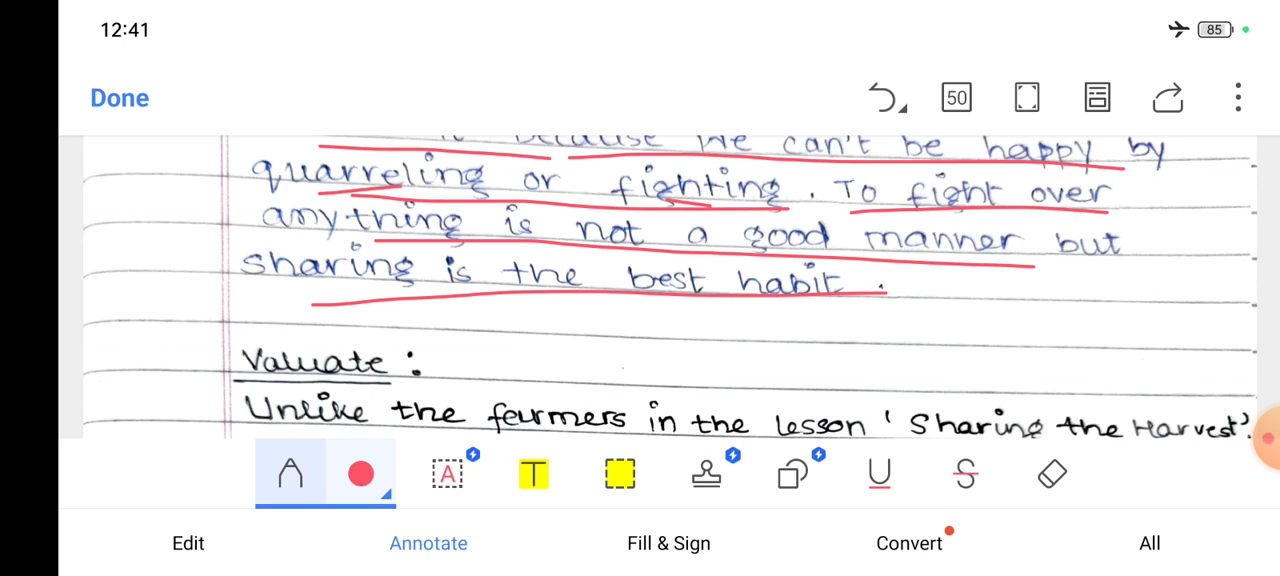 12:41
85
Done
50
because we can't be happy by
quarreling or fighting. To fight over
anything is not a good manner but
sharing is the best habit.
Valuate:
Unlike the feurmers in the lesson 'Sharing the Harvest'.
A
T
U
S
Edit
Annotate
Fill & Sign
Convert
All